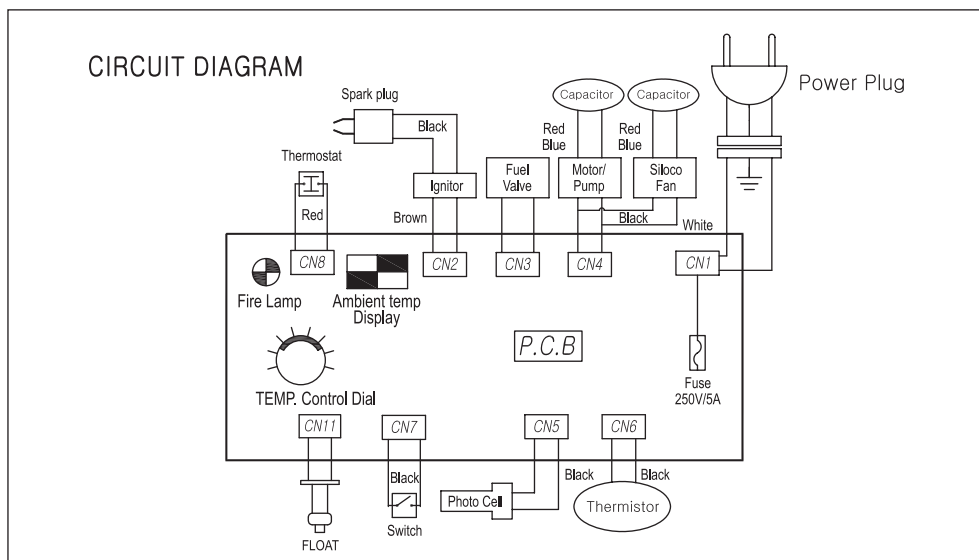 CIRCUIT DIAGRAM
Power Plug
Spark plug
Black
Capacitor
Capacitor
Red
Blue
Red
Blue
Thermostat
Red
Ignitor
Fuel
Valve
Motor/
Pump
Siloco
Fan
Brown
Black
White
CN8
CN2
CN3
CN4
CN1
Fire Lamp
Ambient temp
Display
P.C.B
Fuse
250V/5A
TEMP. Control Dial
CN11
CN7
CN5
CN6
Black
Black
Black
Photo Cell
Thermistor
Switch
FLOAT